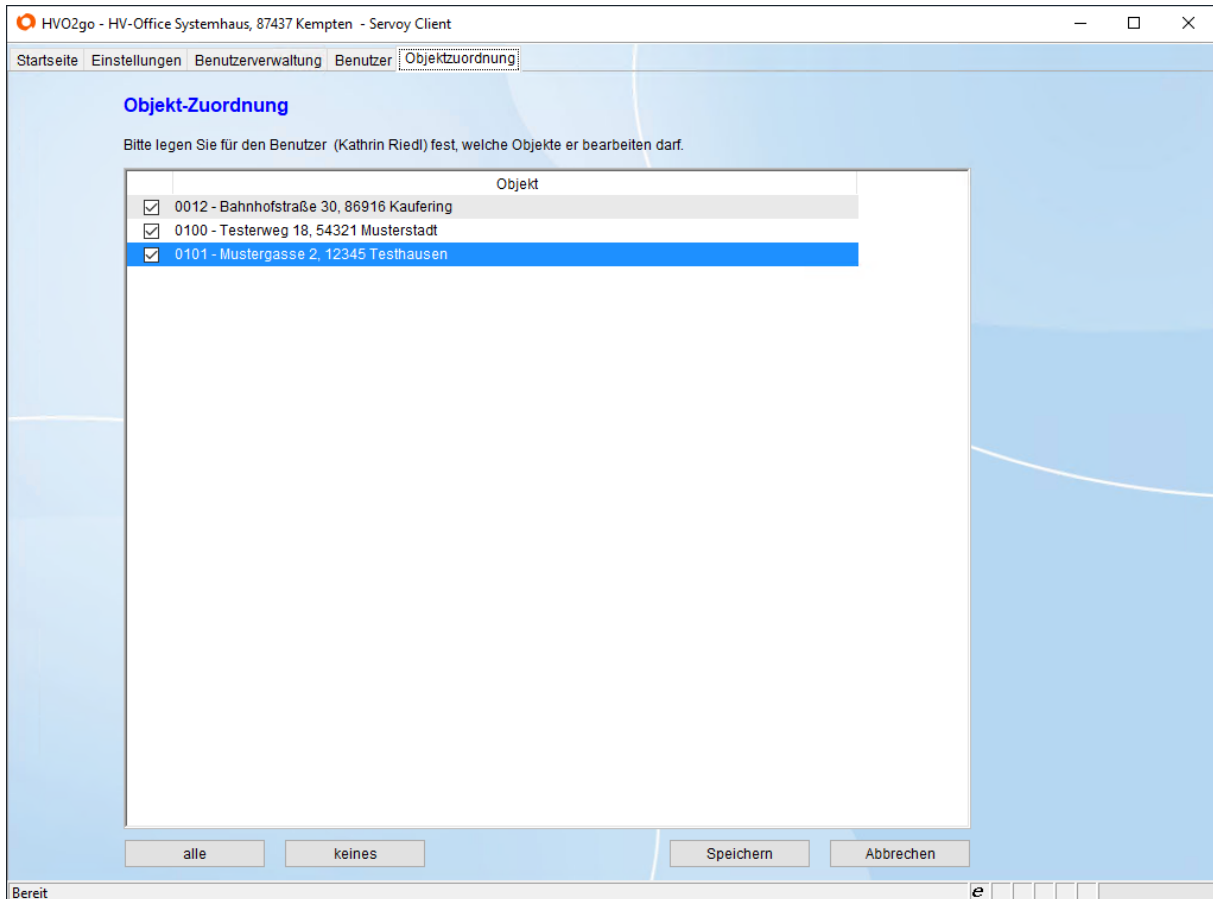 HVO2go - HV-Office Systemhaus, 87437 Kempten - Servoy Client
Startseite Einstellungen Benutzerverwaltung Benutzer Objektzuordnung
Objekt-Zuordnung
Bitte legen Sie für den Benutzer (Kathrin Riedl) fest, welche Objekte er bearbeiten darf.
Objekt
0012 - Bahnhofstraße 30, 86916 Kaufering
0100 - Testerweg 18, 54321 Musterstadt
0101 - Mustergasse 2, 12345 Testhausen
alle keines Speichern Abbrechen
Bereit e